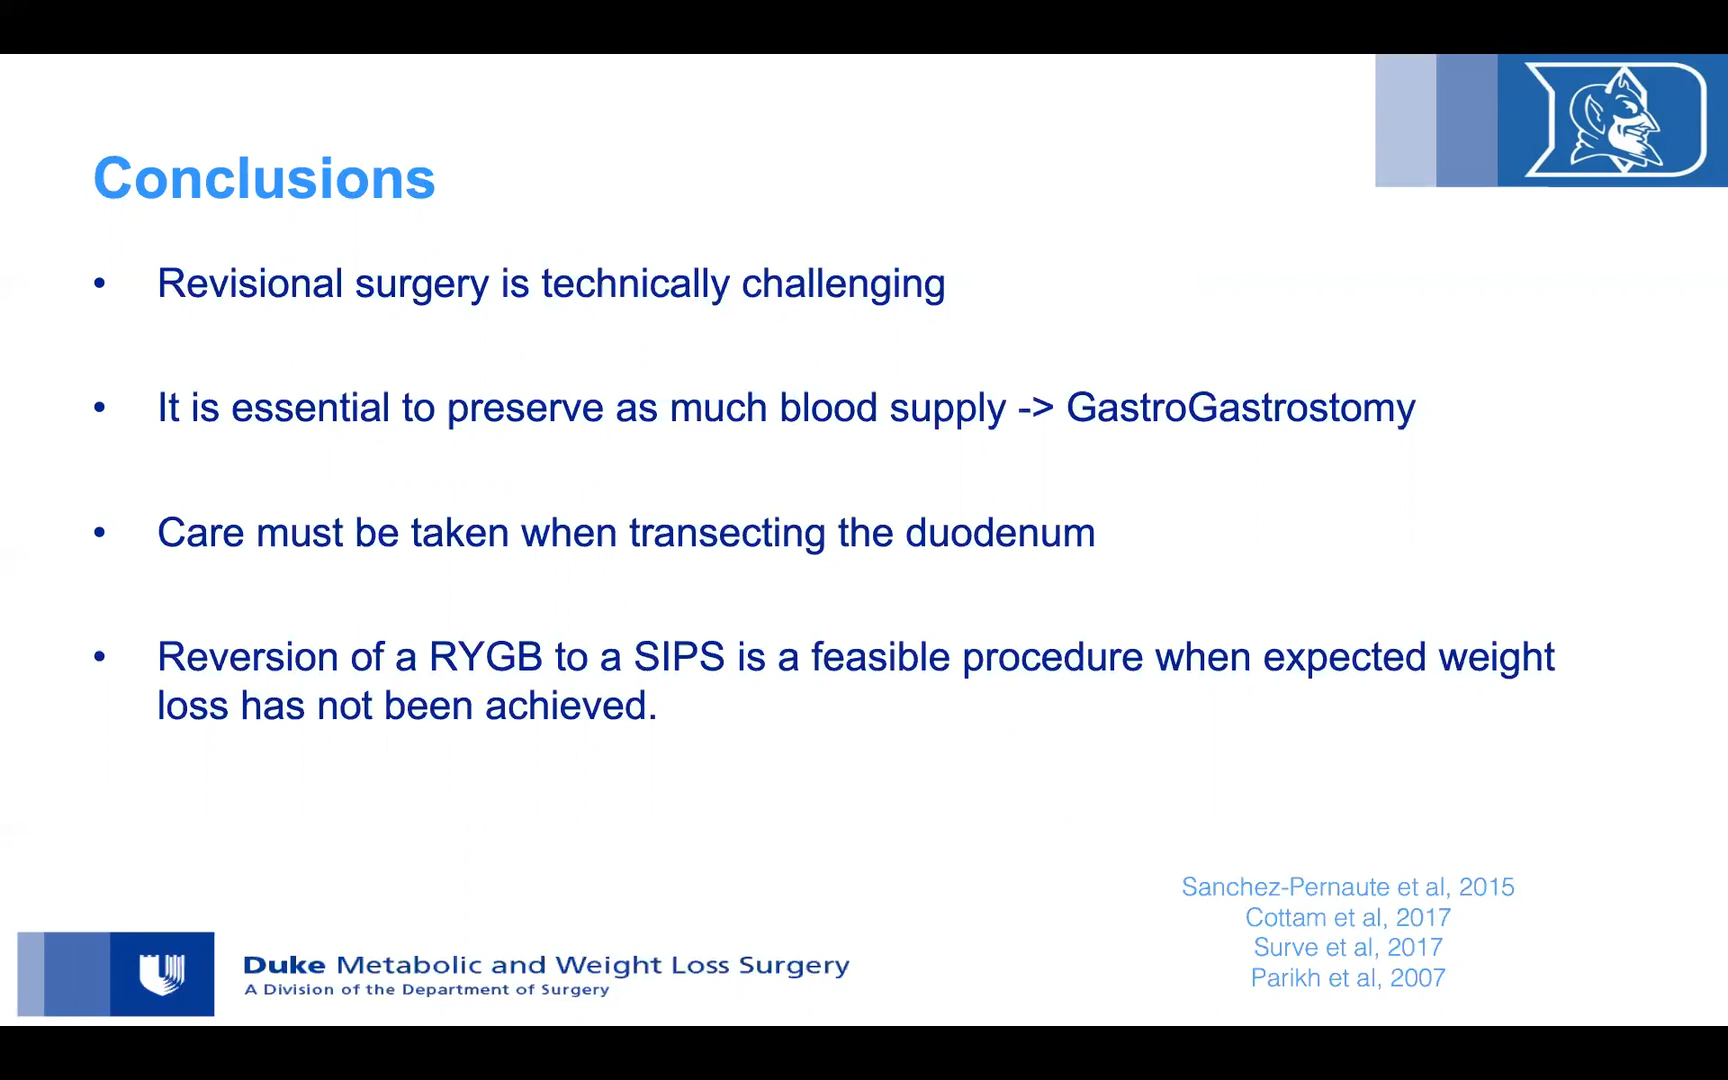 Conclusions
• Revisional surgery is technically challenging
• It is essential to preserve as much blood supply -> GastroGastrostomy
• Care must be taken when transecting the duodenum
• Reversion of a RYGB to a SIPS is a feasible procedure when expected weight
loss has not been achieved.
Sanchez-Pernaute et al, 2015
Cottam et al, 2017
Surve et al, 2017
Parikh et al, 2007
Duke Metabolic and Weight Loss Surgery
A Division of the Department of Surgery